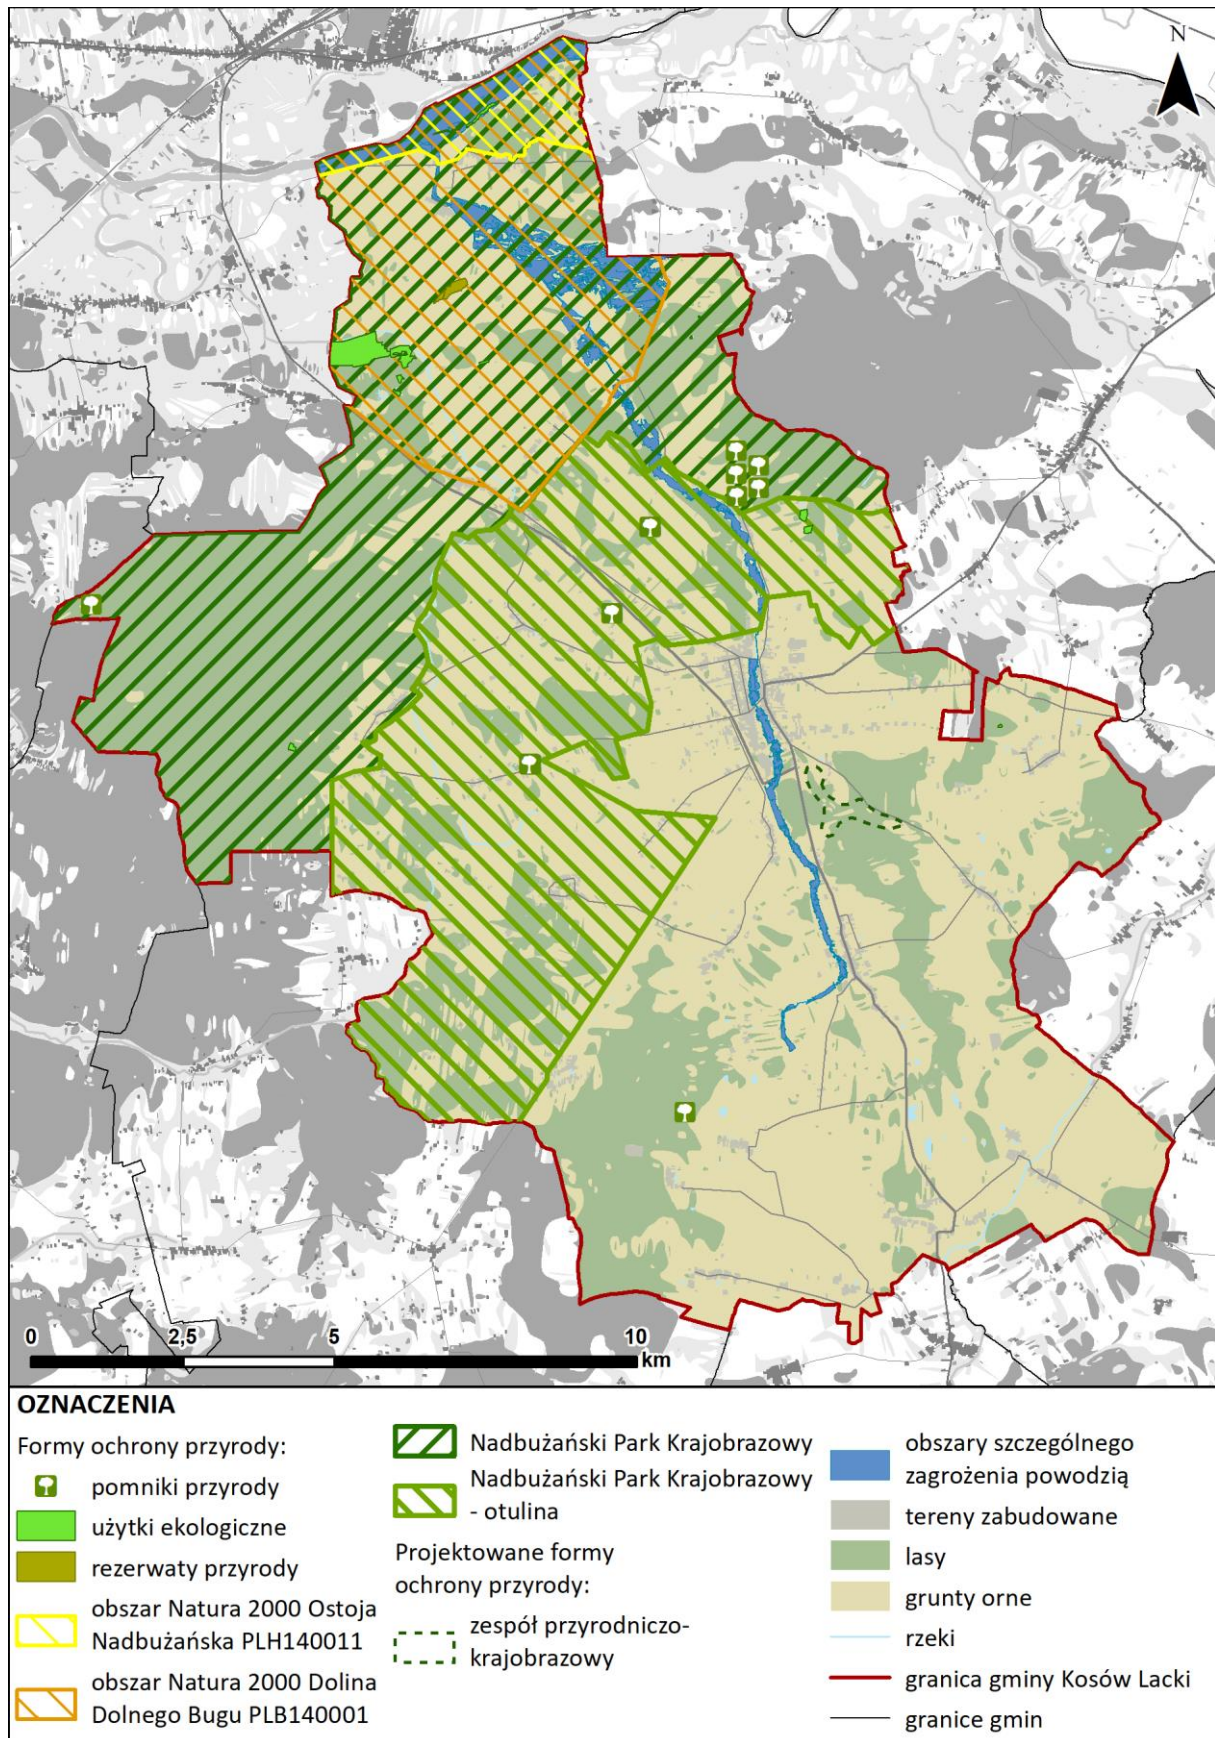 N
0 2,5 5 10
km
OZNACZENIA
Formy ochrony przyrody:
pomniki przyrody
użytki ekologiczne
rezerwaty przyrody
obszar Natura 2000 Ostoja
Nadbużańska PLH140011
obszar Natura 2000 Dolina
Dolnego Bugu PLB140001
Nadbużański Park Krajobrazowy
Nadbużański Park Krajobrazowy
- otulina
Projektowane formy
ochrony przyrody:
zespół przyrodniczo-
krajobrazowy
obszary szczególnego
zagrożenia powodzią
tereny zabudowane
lasy
grunty orne
rzeki
granica gminy Kosów Lacki
granice gmin